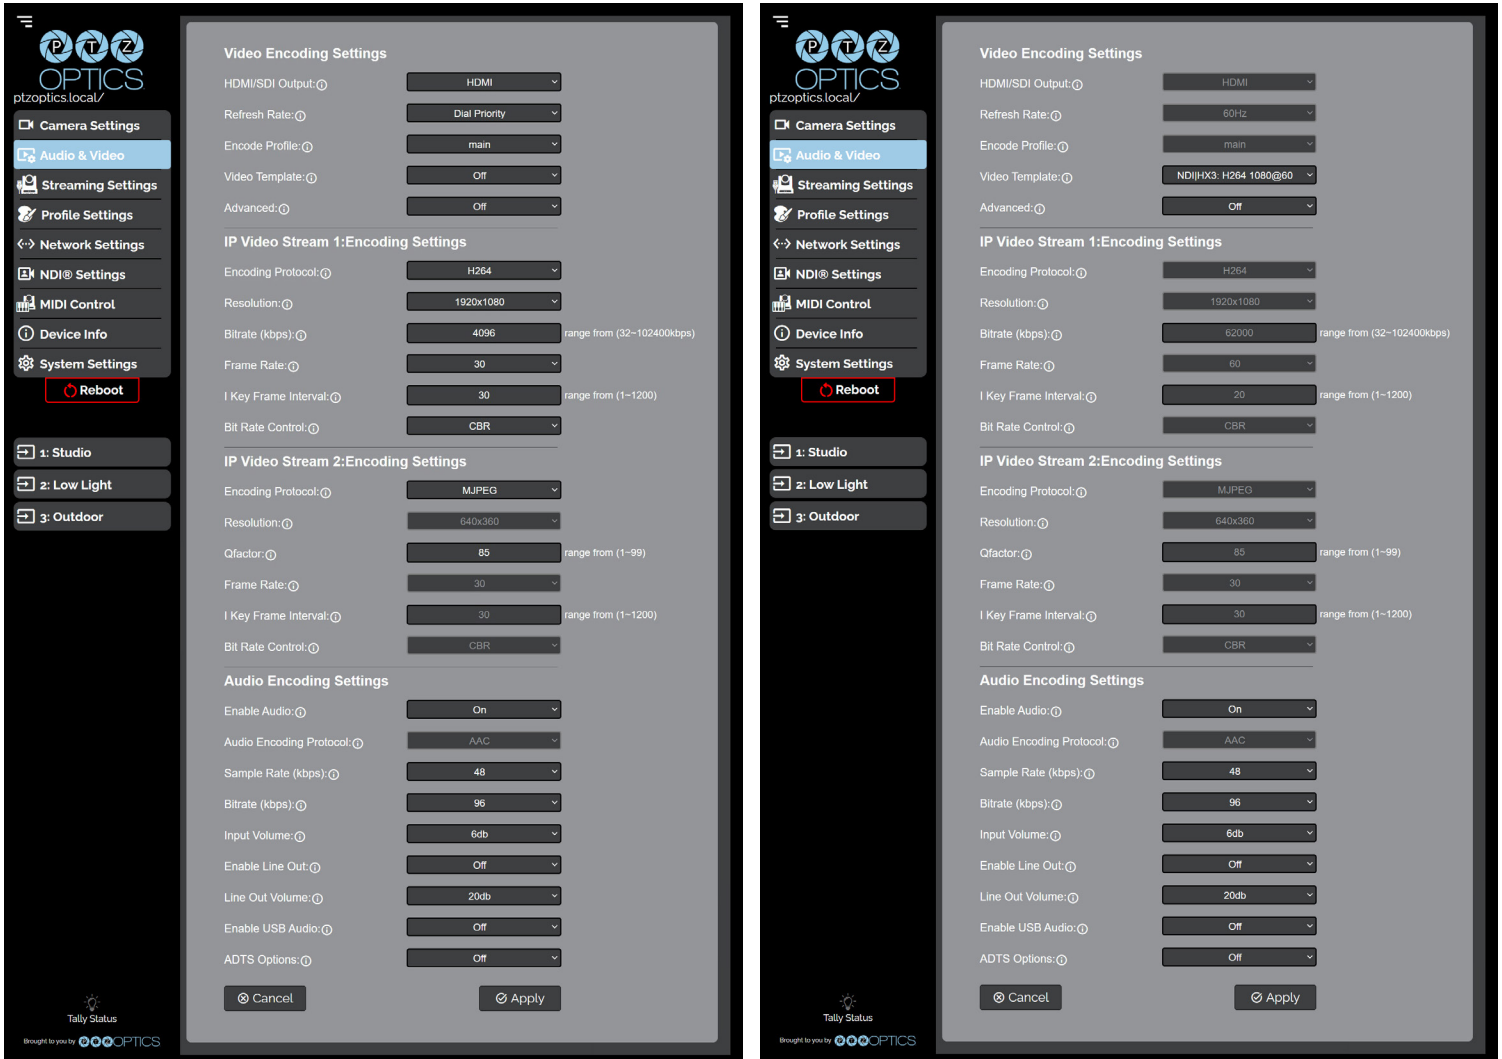 PTZ
OPTICS
ptzoptics.local/
Camera Settings
Audio & Video
Streaming Settings
Profile Settings
Network Settings
NDI® Settings
MIDI Control
Device Info
System Settings
Reboot
1: Studio
2: Low Light
3: Outdoor
Tally Status
Brought to you by PTZOPTICS
Video Encoding Settings
HDMI/SDI Output: HDMI
Refresh Rate: Dial Priority
Encode Profile: main
Video Template: Off
Advanced: Off
IP Video Stream 1:Encoding Settings
Encoding Protocol: H264
Resolution: 1920x1080
Bitrate (kbps): 4096 range from (32~102400kbps)
Frame Rate: 30
I Key Frame Interval: 30 range from (1~1200)
Bit Rate Control: CBR
IP Video Stream 2:Encoding Settings
Encoding Protocol: MJPEG
Resolution: 640x360
Qfactor: 85 range from (1~99)
Frame Rate: 30
I Key Frame Interval: 30 range from (1~1200)
Bit Rate Control: CBR
Audio Encoding Settings
Enable Audio: On
Audio Encoding Protocol: AAC
Sample Rate (kbps): 48
Bitrate (kbps): 96
Input Volume: 6db
Enable Line Out: Off
Line Out Volume: 20db
Enable USB Audio: Off
ADTS Options: Off
Cancel Apply
PTZ
OPTICS
ptzoptics.local/
Camera Settings
Audio & Video
Streaming Settings
Profile Settings
Network Settings
NDI® Settings
MIDI Control
Device Info
System Settings
Reboot
1: Studio
2: Low Light
3: Outdoor
Tally Status
Brought to you by PTZOPTICS
Video Encoding Settings
HDMI/SDI Output: HDMI
Refresh Rate: 60Hz
Encode Profile: main
Video Template: NDI|HX3: H264 1080@60
Advanced: Off
IP Video Stream 1:Encoding Settings
Encoding Protocol: H264
Resolution: 1920x1080
Bitrate (kbps): 62000 range from (32~102400kbps)
Frame Rate: 60
I Key Frame Interval: 20 range from (1~1200)
Bit Rate Control: CBR
IP Video Stream 2:Encoding Settings
Encoding Protocol: MJPEG
Resolution: 640x360
Qfactor: 85 range from (1~99)
Frame Rate: 30
I Key Frame Interval: 30 range from (1~1200)
Bit Rate Control: CBR
Audio Encoding Settings
Enable Audio: On
Audio Encoding Protocol: AAC
Sample Rate (kbps): 48
Bitrate (kbps): 96
Input Volume: 6db
Enable Line Out: Off
Line Out Volume: 20db
Enable USB Audio: Off
ADTS Options: Off
Cancel Apply